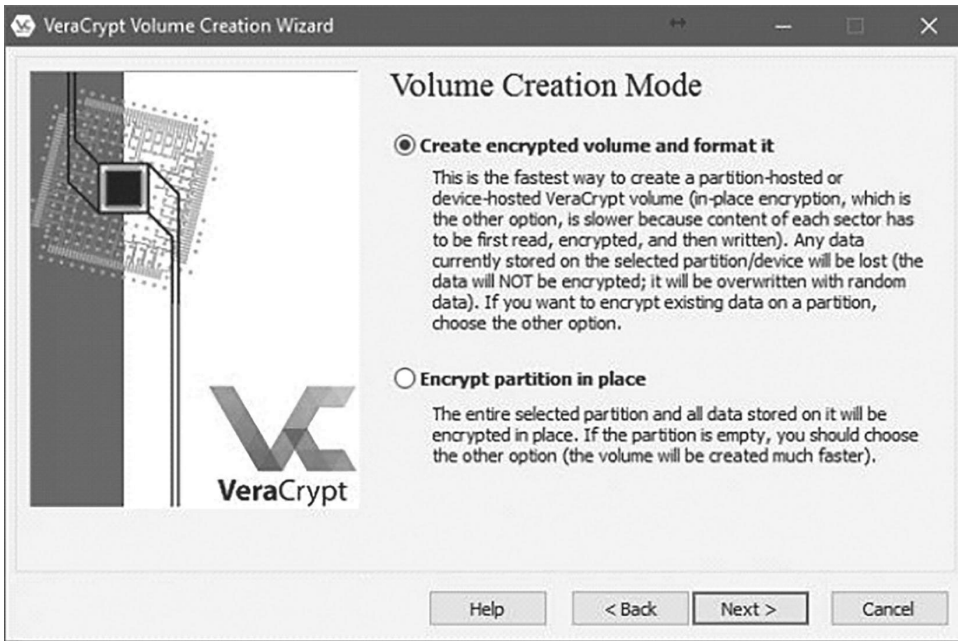 VeraCrypt Volume Creation Wizard
Volume Creation Mode
Create encrypted volume and format it
This is the fastest way to create a partition-hosted or
device-hosted VeraCrypt volume (in-place encryption, which is
the other option, is slower because content of each sector has
to be first read, encrypted, and then written). Any data
currently stored on the selected partition/device will be lost (the
data will NOT be encrypted; it will be overwritten with random
data). If you want to encrypt existing data on a partition,
choose the other option.
Encrypt partition in place
The entire selected partition and all data stored on it will be
encrypted in place. If the partition is empty, you should choose
the other option (the volume will be created much faster).
VeraCrypt
Help
< Back
Next >
Cancel